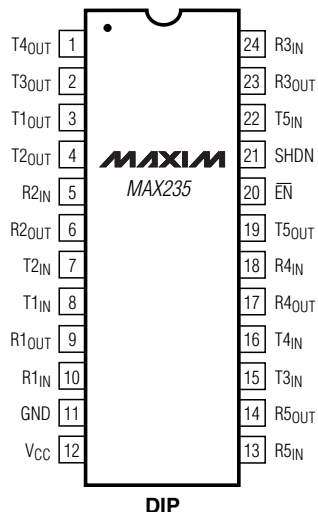 T4OUT 1 24 R3IN
T3OUT 2 23 R3OUT
T1OUT 3 22 T5IN
T2OUT 4 MAXIM 21 SHDN
R2IN 5 MAX235 20 E̅N̅
R2OUT 6 19 T5OUT
T2IN 7 18 R4IN
T1IN 8 17 R4OUT
R1OUT 9 16 T4IN
R1IN 10 15 T3IN
GND 11 14 R5OUT
VCC 12 13 R5IN
DIP